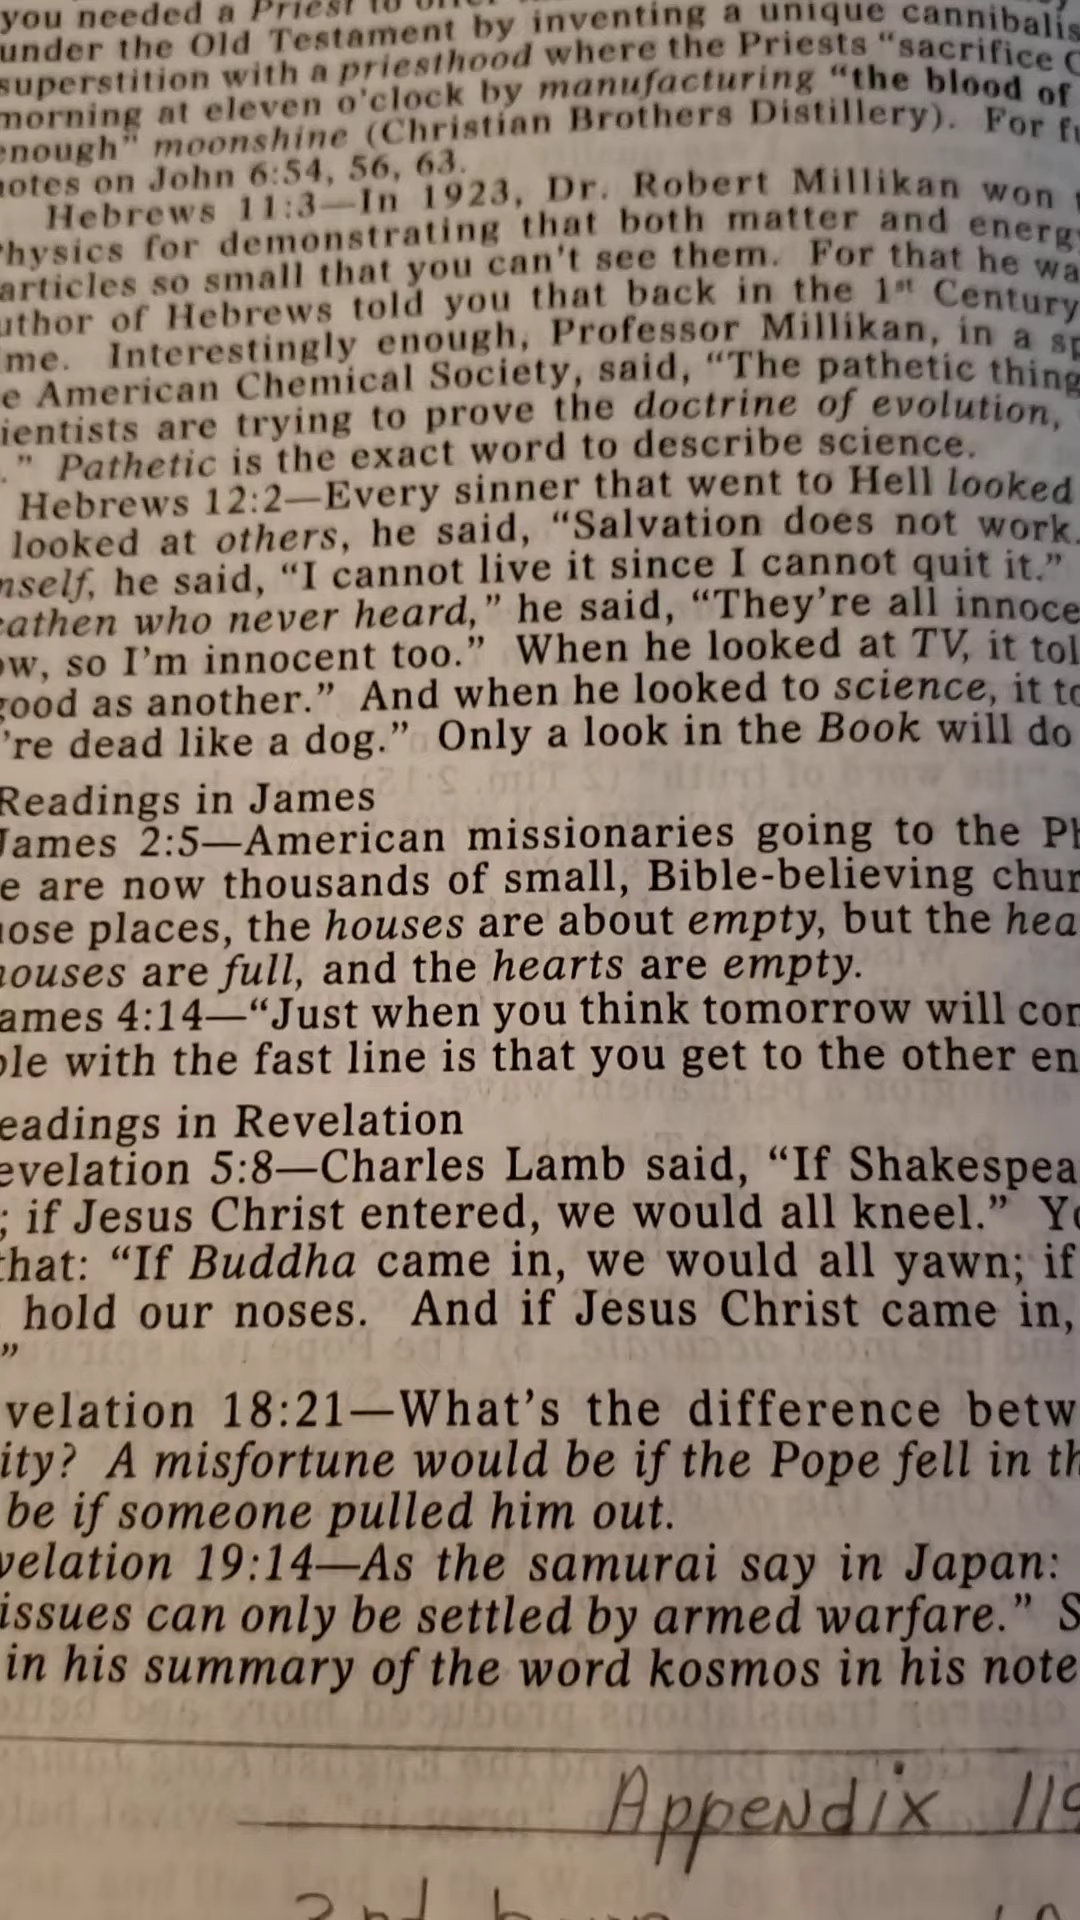 you needed a Priest to
under the Old Testament by inventing a unique cannibalis
superstition with a priesthood where the Priests “sacrifice C
morning at eleven o'clock by manufacturing “the blood of
enough” moonshine (Christian Brothers Distillery). For fu
notes on John 6:54, 56, 63.
Hebrews 11:3—In 1923, Dr. Robert Millikan won
Physics for demonstrating that both matter and energy
articles so small that you can't see them. For that he wa
uthor of Hebrews told you that back in the 1st Century
me. Interestingly enough, Professor Millikan, in a sp
e American Chemical Society, said, “The pathetic thing
ientists are trying to prove the doctrine of evolution,
.” Pathetic is the exact word to describe science.
Hebrews 12:2—Every sinner that went to Hell looked
looked at others, he said, “Salvation does not work.
mself, he said, “I cannot live it since I cannot quit it.”
eathen who never heard,” he said, “They're all innoce
ow, so I'm innocent too.” When he looked at TV, it tol
good as another.” And when he looked to science, it to
're dead like a dog.” Only a look in the Book will do
Readings in James
James 2:5—American missionaries going to the Ph
e are now thousands of small, Bible-believing chur
hose places, the houses are about empty, but the hea
houses are full, and the hearts are empty.
ames 4:14—“Just when you think tomorrow will com
ble with the fast line is that you get to the other en
eadings in Revelation
evelation 5:8—Charles Lamb said, “If Shakespea
; if Jesus Christ entered, we would all kneel.” Yo
that: “If Buddha came in, we would all yawn; if
hold our noses. And if Jesus Christ came in,
”
velation 18:21—What's the difference betw
ity? A misfortune would be if the Pope fell in th
be if someone pulled him out.
velation 19:14—As the samurai say in Japan:
issues can only be settled by armed warfare.” S
in his summary of the word kosmos in his note
Appendix 119